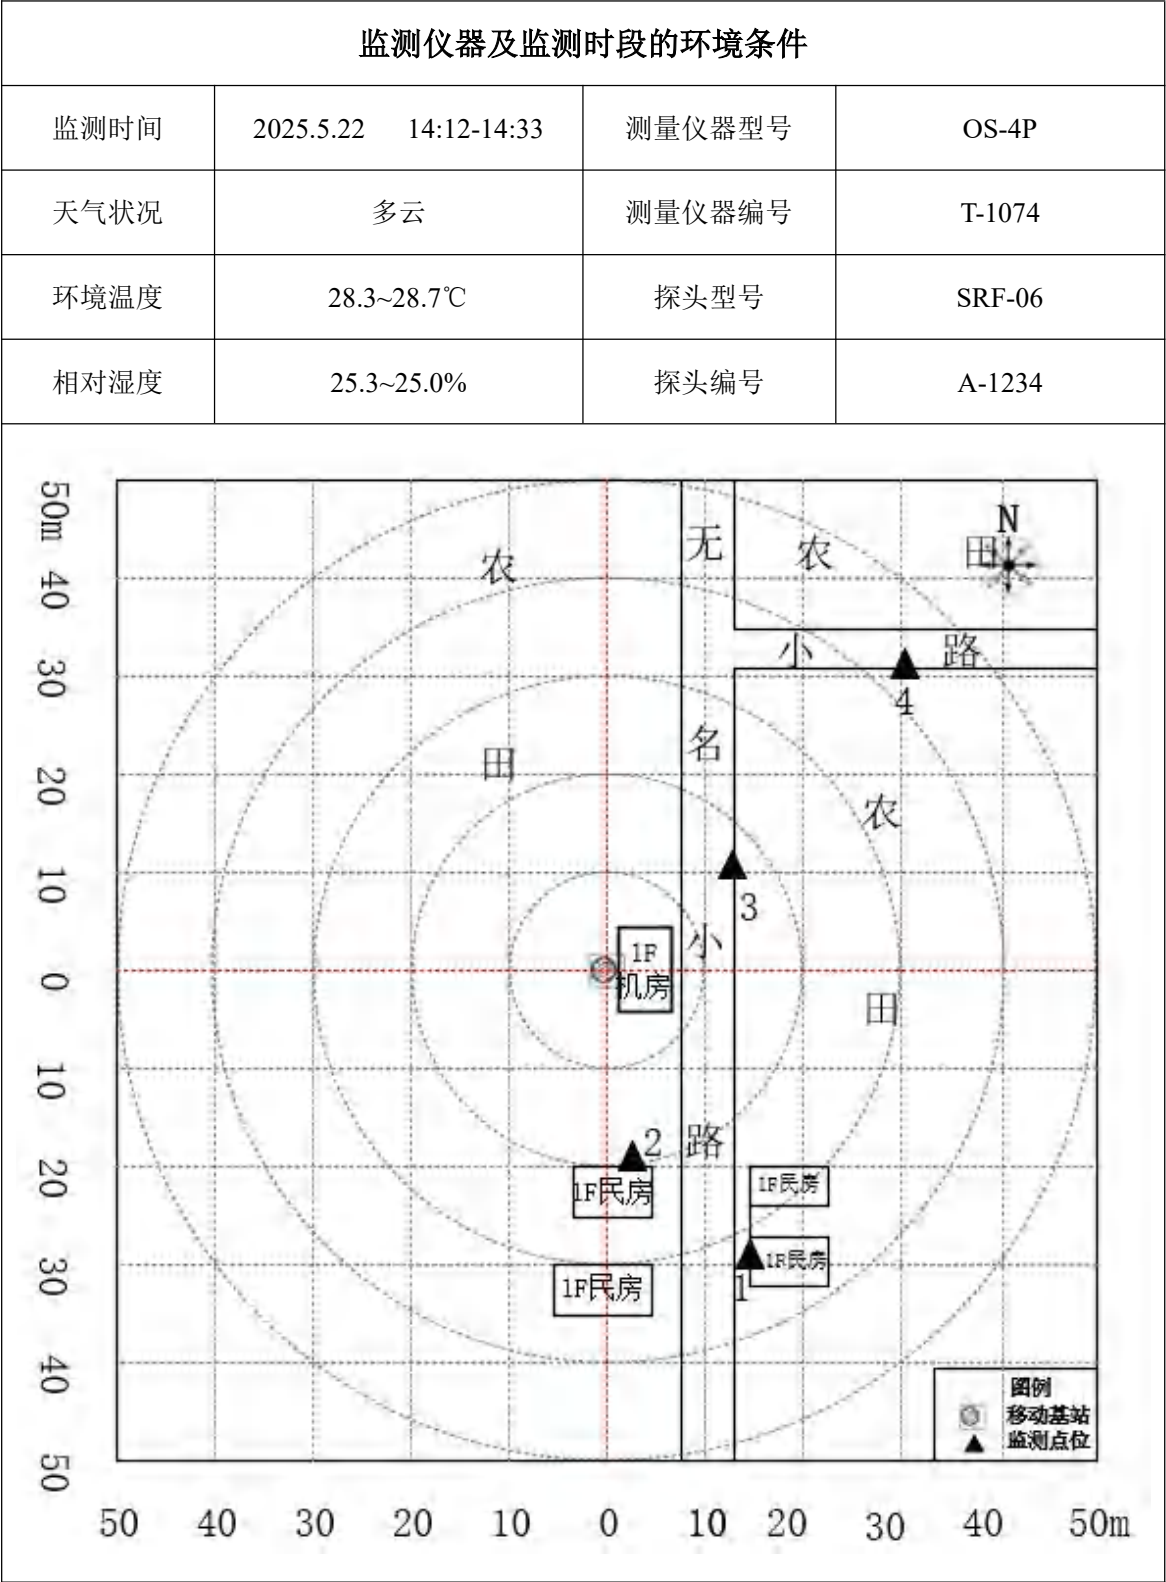 监测仪器及监测时段的环境条件
监测时间 2025.5.22 14:12-14:33 测量仪器型号 OS-4P
天气状况 多云 测量仪器编号 T-1074
环境温度 28.3~28.7℃ 探头型号 SRF-06
相对湿度 25.3~25.0% 探头编号 A-1234
50m
40
30
20
10
0
10
20
30
40
50
N
无
农
田
农
小
路
4
名
田
农
3
小
1F
机房
田
2
路
1F民房
1F民房
1F民房
1
1F民房
图例
移动基站
监测点位
50 40 30 20 10 0 10 20 30 40 50m